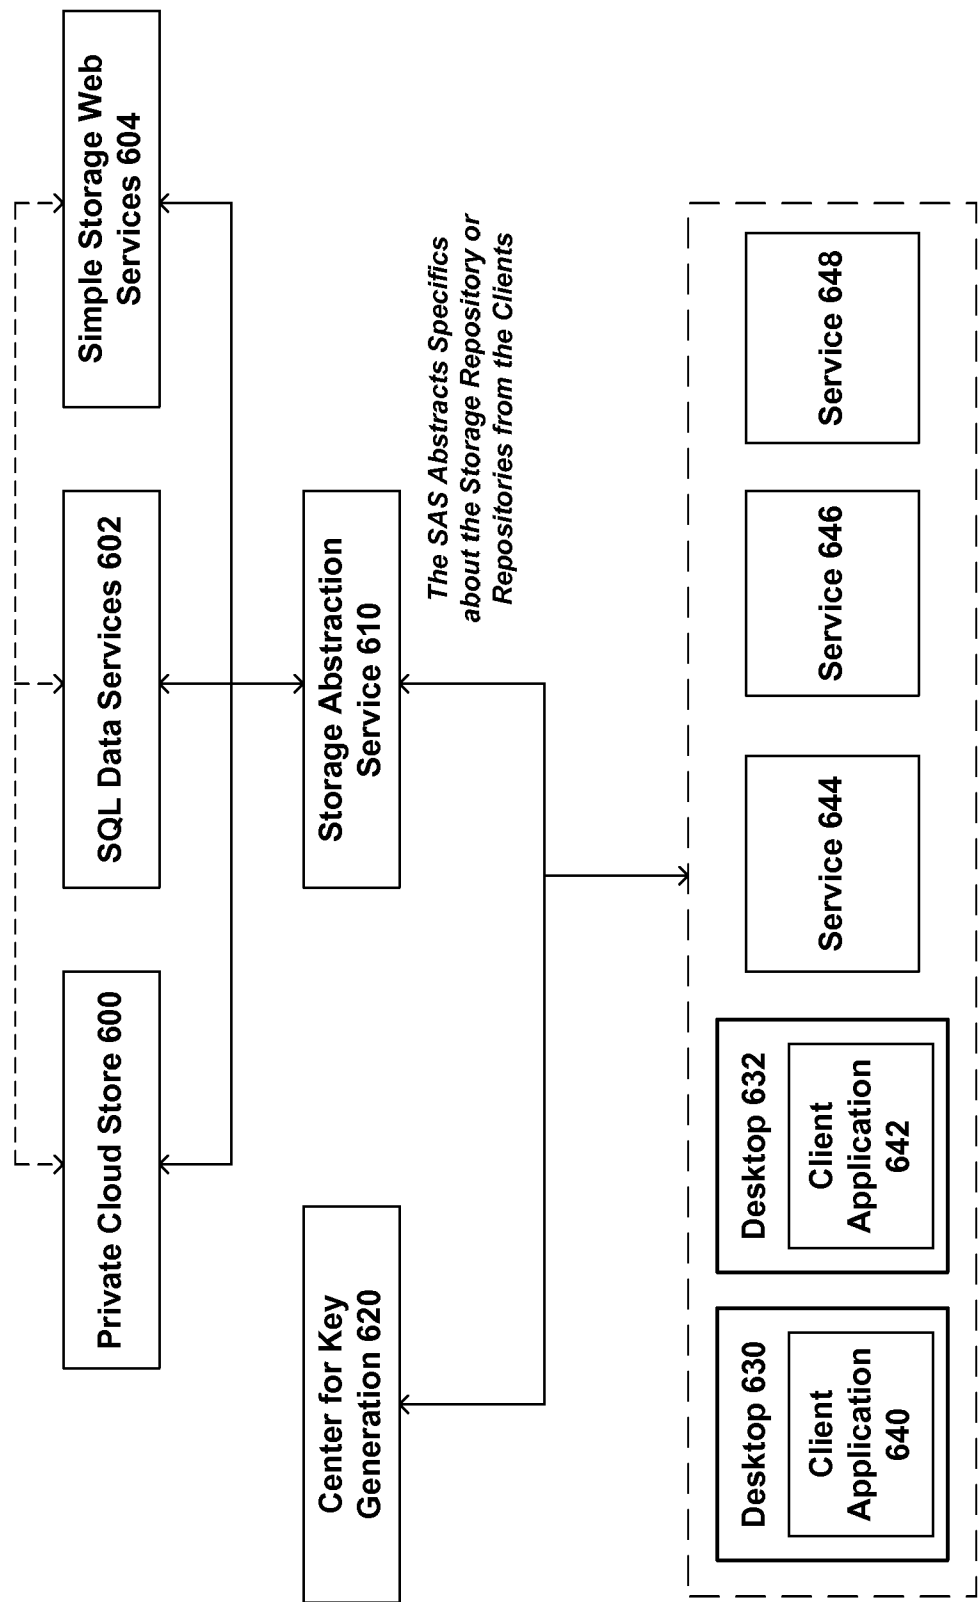 Private Cloud Store 600
SQL Data Services 602
Simple Storage Web
Services 604
Center for Key
Generation 620
Storage Abstraction
Service 610
The SAS Abstracts Specifics
about the Storage Repository or
Repositories from the Clients
Desktop 630
Client
Application
640
Desktop 632
Client
Application
642
Service 644
Service 646
Service 648